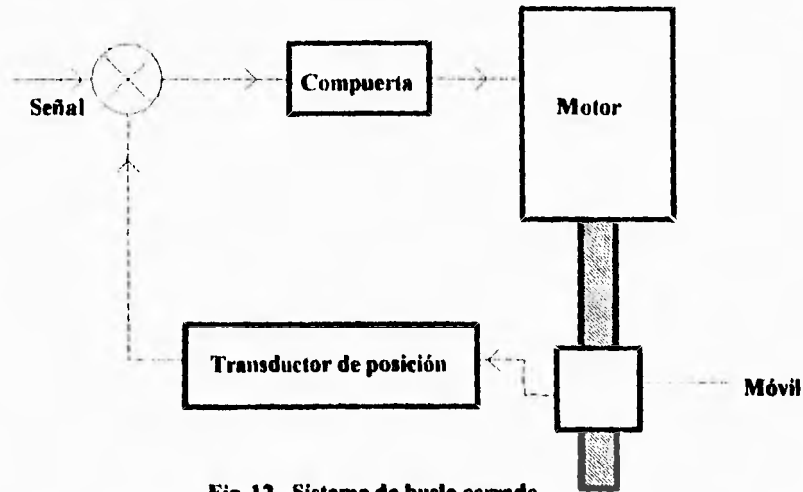 Señal
Compuerta
Motor
Transductor de posición
Móvil
Fig. 12 Sistema de bucle cerrado